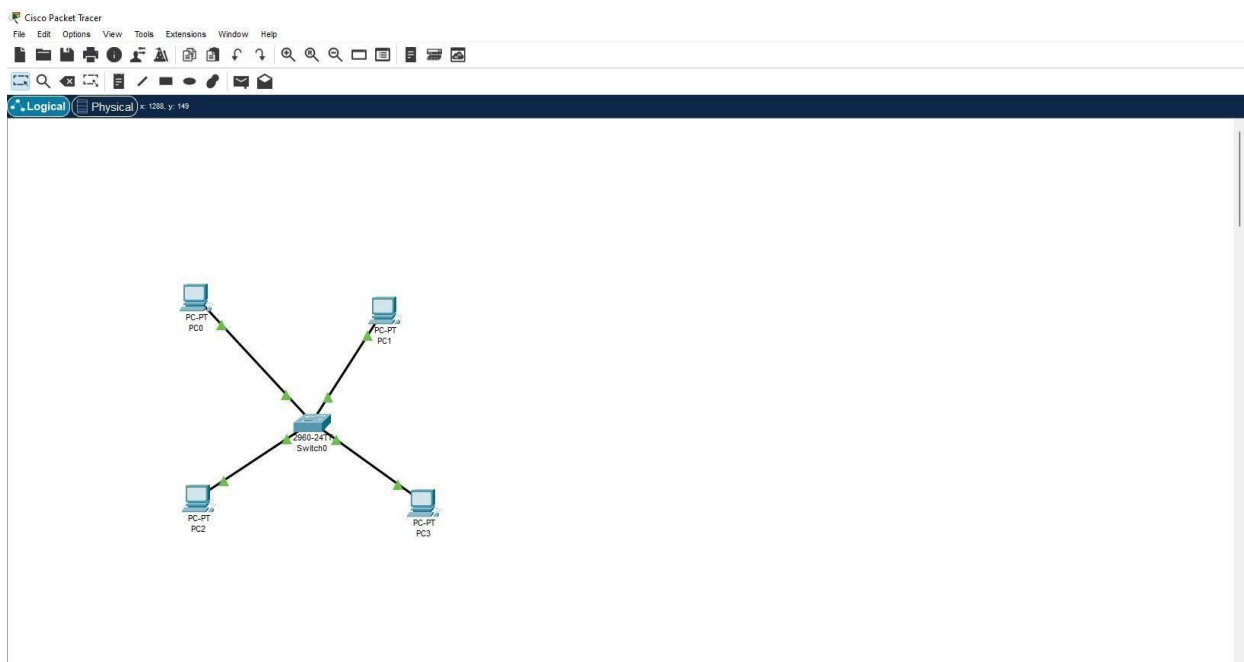 Cisco Packet Tracer
File Edit Options View Tools Extensions Window Help
Logical Physical x: 1288, y: 149
PC-PT
PC0
PC-PT
PC1
2960-24TT
Switch0
PC-PT
PC2
PC-PT
PC3